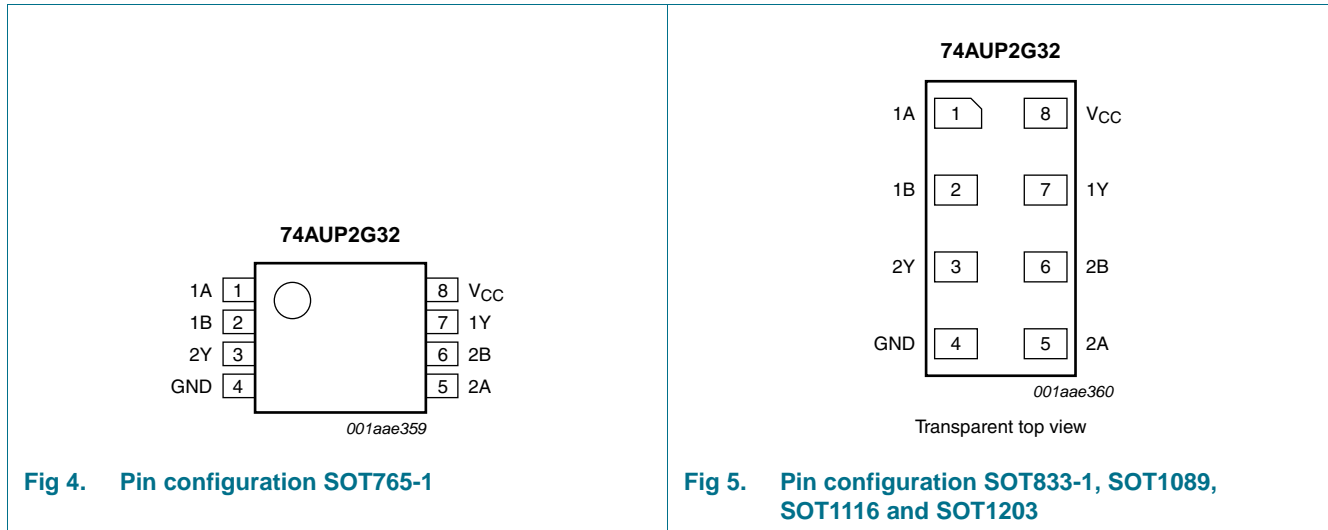 74AUP2G32
1A 1 8 VCC
1B 2 7 1Y
2Y 3 6 2B
GND 4 5 2A
001aae359
Fig 4. Pin configuration SOT765-1
74AUP2G32
1A 1 8 VCC
1B 2 7 1Y
2Y 3 6 2B
GND 4 5 2A
001aae360
Transparent top view
Fig 5. Pin configuration SOT833-1, SOT1089,
SOT1116 and SOT1203